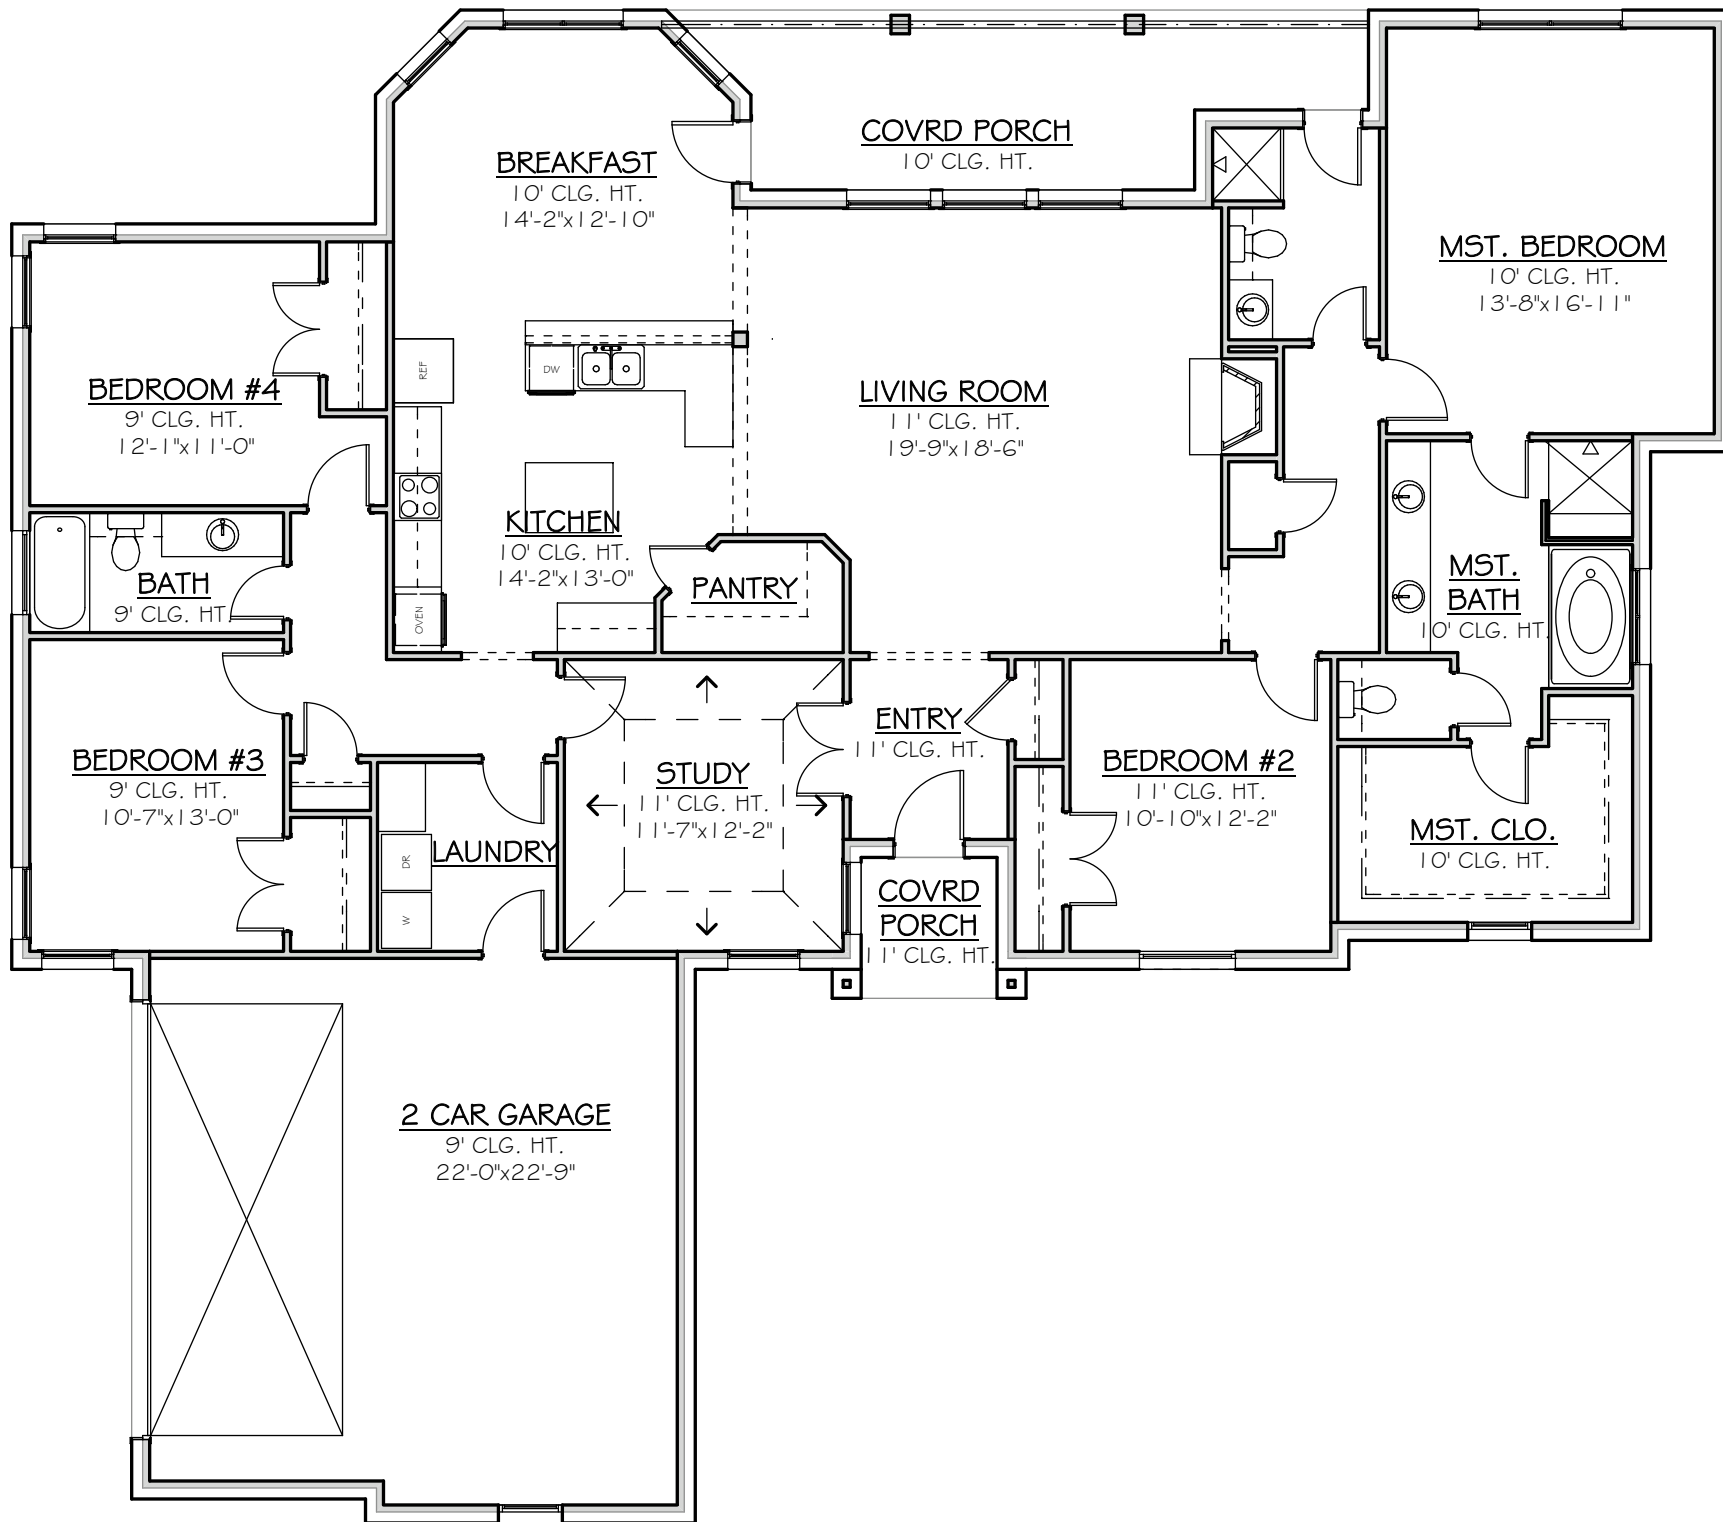 COVRD PORCH
10' CLG. HT.
BREAKFAST
10' CLG. HT.
14'-2"x12'-10"
MST. BEDROOM
10' CLG. HT.
13'-8"x16'-11"
BEDROOM #4
9' CLG. HT.
12'-1"x11'-0"
REF
DW
LIVING ROOM
11' CLG. HT.
19'-9"x18'-6"
KITCHEN
10' CLG. HT.
14'-2"x13'-0"
OVEN
PANTRY
BATH
9' CLG. HT.
MST.
BATH
10' CLG. HT.
BEDROOM #3
9' CLG. HT.
10'-7"x13'-0"
STUDY
11' CLG. HT.
11'-7"x12'-2"
ENTRY
11' CLG. HT.
BEDROOM #2
11' CLG. HT.
10'-10"x12'-2"
MST. CLO.
10' CLG. HT.
LAUNDRY
DR
W
COVRD
PORCH
11' CLG. HT.
2 CAR GARAGE
9' CLG. HT.
22'-0"x22'-9"